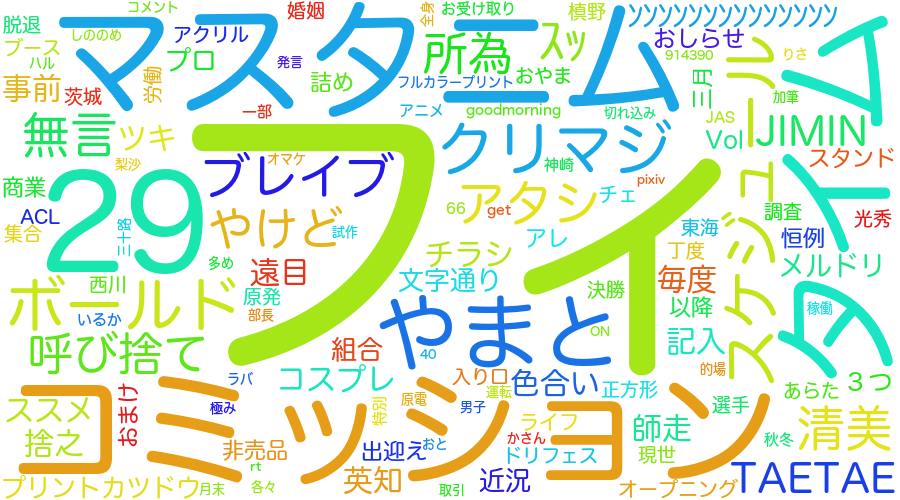 コメント
お受け取り
全身
槙野
ソソソソソソソソソソソソソソ
脱退
しののめ
アクリル
婚姻
マスタニム
所為
スッ
おしらせ
ブース
ハル
プロ
発言
詰め
フルカラープリント
おやま
914390
りさ
事前
茨城
労働
一部
アニメ
goodmorning
切れ込み
三月
加筆
スケジュール
タイム
無言
ツキ
クリマジ
JAS
Vol
JIMIN
梨沙
オマケ
ブレイブ
フイ
神崎
pixiv
スタンド
商業
29
アタシ
チェ
ACL
集合
三十路
やけど
試作
66
get
東海
調査
光秀
恒例
アレ
チラシ
丁度
メルドリ
西川
多め
遠目
文字通り
決勝
毎度
ボールド
原発
部長
いるか
やまと
以降
稼働
呼び捨て
組合
40
ON
記入
的場
コスプレ
ラバ
入り口
色合い
正方形
あらた
3つ
コミッション
おまけ
ススメ
捨之
極み
特別
原電
男子
運転
選手
清美
ライフ
師走
非売品
出迎え
おと
かさん
秋冬
ドリフェス
現世
rt
英知
近況
TAETAE
プリントカツドウ
月末
各々
取引
オープニング